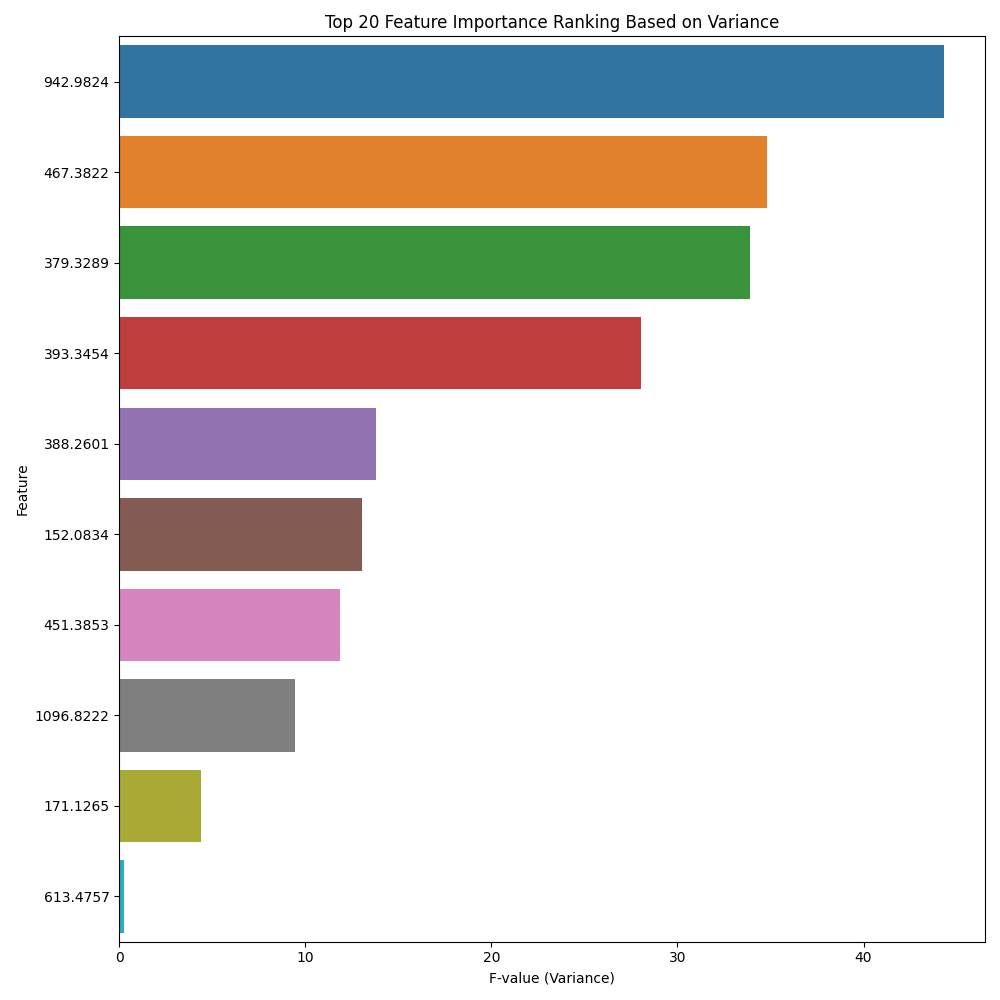 Top 20 Feature Importance Ranking Based on Variance
942.9824
467.3822
379.3289
393.3454
388.2601
152.0834
451.3853
1096.8222
171.1265
613.4757
Feature
0 10 20 30 40
F-value (Variance)